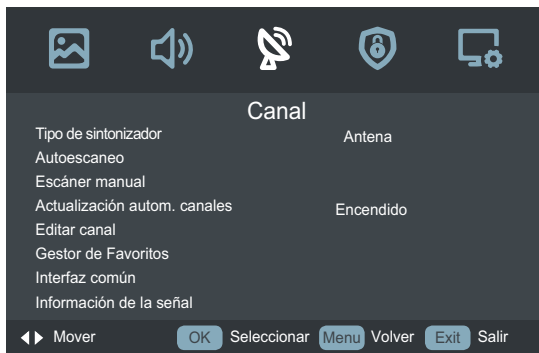 Canal
Tipo de sintonizador Antena
Autoescaneo
Escáner manual
Actualización autom. canales Encendido
Editar canal
Gestor de Favoritos
Interfaz común
Información de la señal
Mover OK Seleccionar Menu Volver Exit Salir